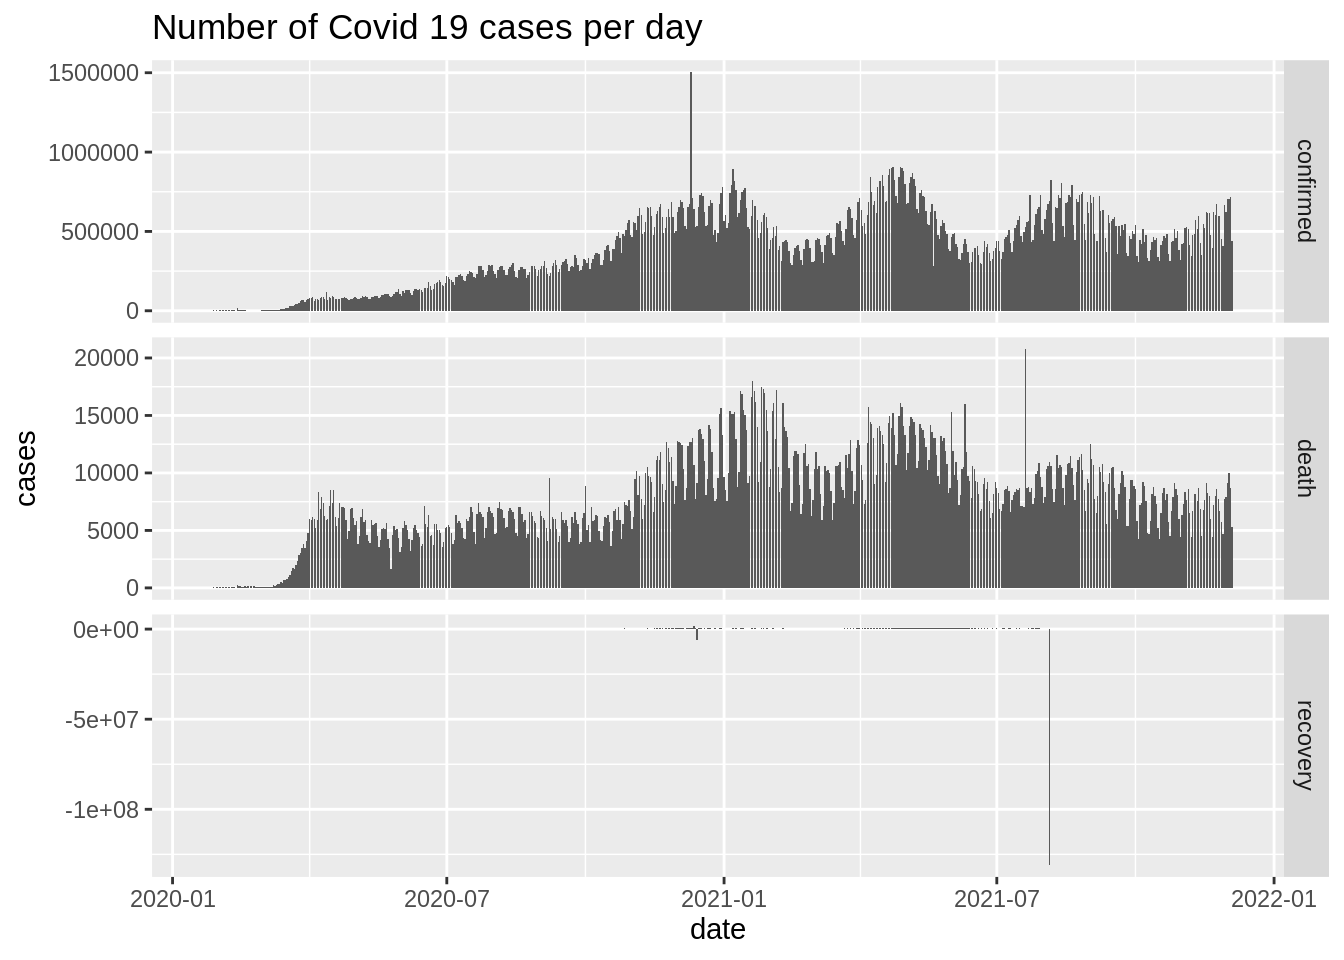 Number of Covid 19 cases per day
1500000
1000000
500000
0
confirmed
20000
15000
10000
5000
0
death
cases
0e+00
-5e+07
-1e+08
recovery
2020-01
2020-07
2021-01
2021-07
2022-01
date